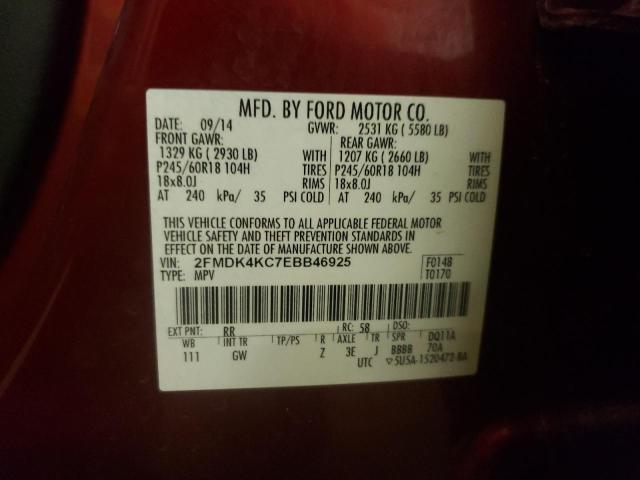 MFD. BY FORD MOTOR CO.
DATE: 09/14 GVWR: 2531 KG ( 5580 LB)
FRONT GAWR: REAR GAWR:
1329 KG ( 2930 LB) WITH 1207 KG ( 2660 LB) WITH
P245/60R18 104H TIRES P245/60R18 104H TIRES
18x8.0J RIMS 18x8.0J RIMS
AT 240 kPa/ 35 PSI COLD AT 240 kPa/ 35 PSI COLD
THIS VEHICLE CONFORMS TO ALL APPLICABLE FEDERAL MOTOR
VEHICLE SAFETY AND THEFT PREVENTION STANDARDS IN
EFFECT ON THE DATE OF MANUFACTURE SHOWN ABOVE.
VIN: 2FMDK4KC7EBB46925 F0148
TYPE: MPV T0170
EXT PNT: RR RC: 58 DSO:
WB INT TR TP/PS R AXLE TR SPR DQ11A
111 GW Z 3E J BBBB 70A
UTC 5U5A-1520472-BA